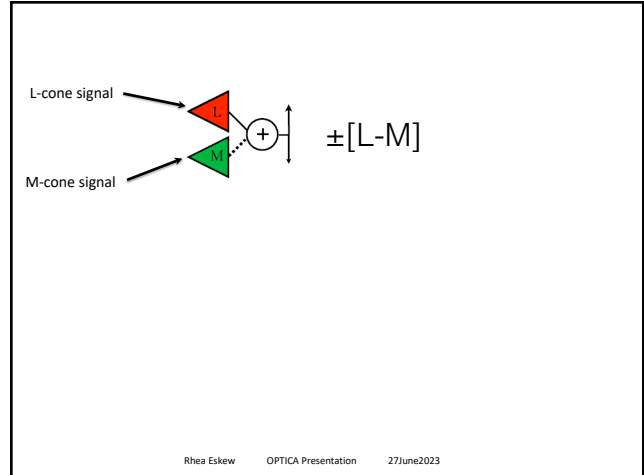 L-cone signal
L
+
±[L-M]
M
M-cone signal
Rhea Eskew OPTICA Presentation 27June2023